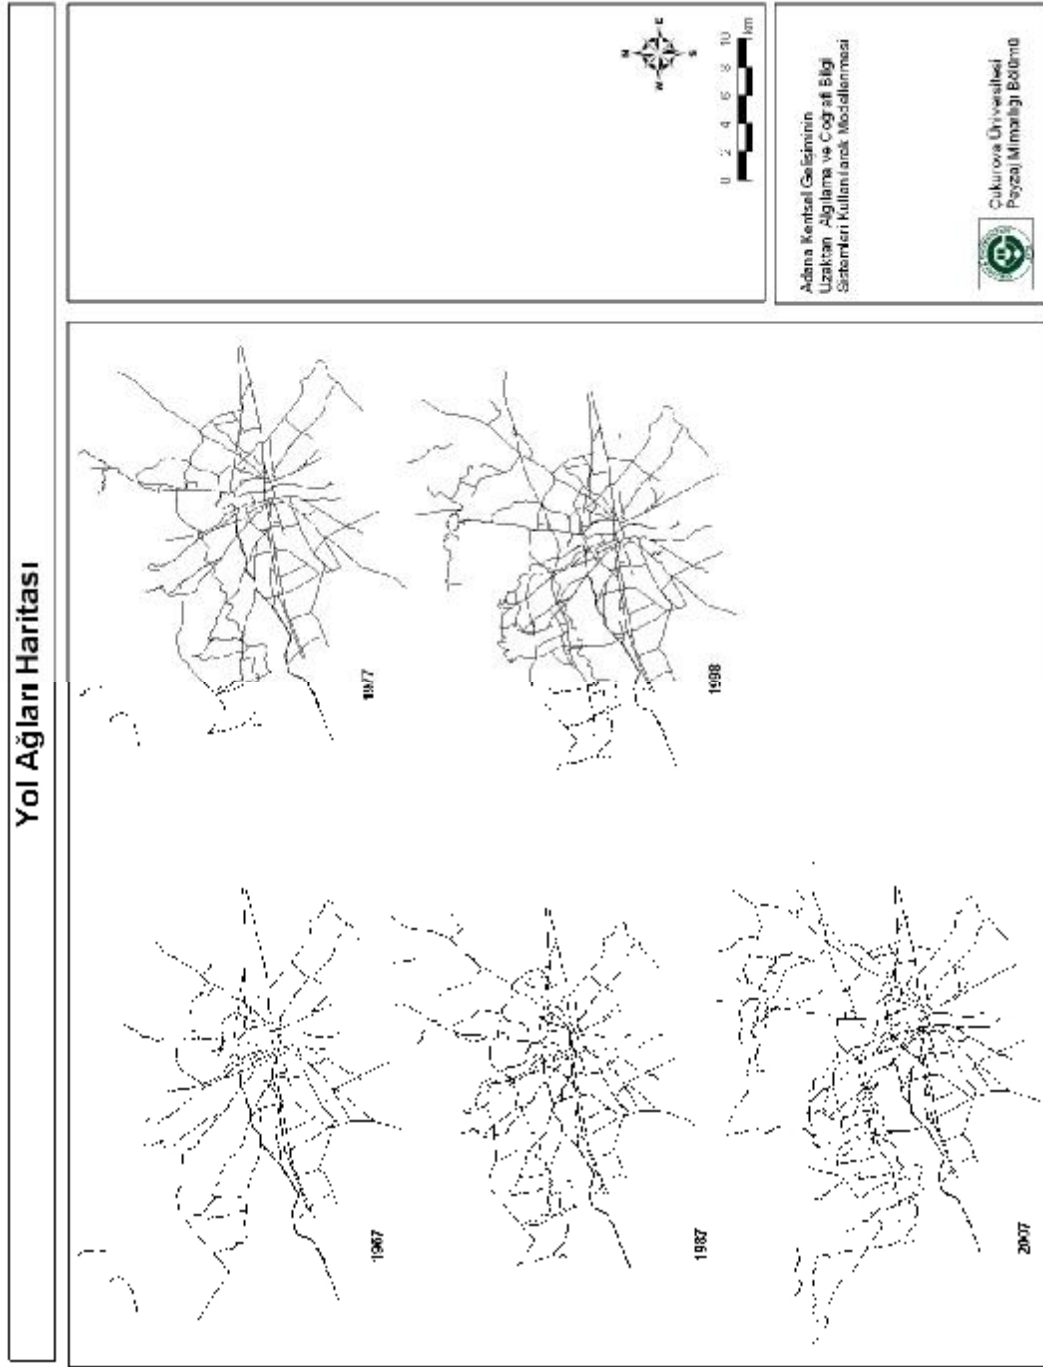 Yol Ağları Haritası
1967
1977
1987
1998
2007
N
W
E
S
0 2 4 6 8 10
km
Adana Kentsel Gelişiminin
Uzaktan Algılama ve Coğrafi Bilgi
Sistemleri Kullanılarak Modellenmesi
Çukurova Üniversitesi
Peyzaj Mimarlığı Bölümü